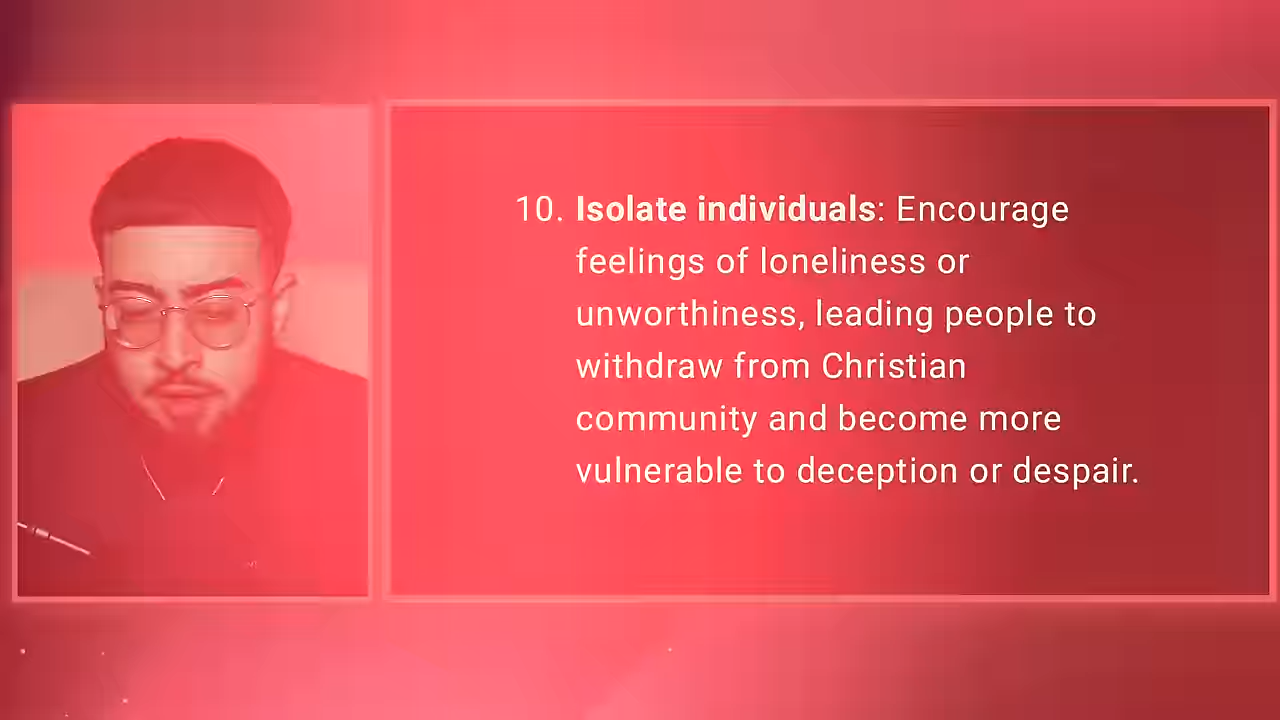 10. Isolate individuals: Encourage
feelings of loneliness or
unworthiness, leading people to
withdraw from Christian
community and become more
vulnerable to deception or despair.